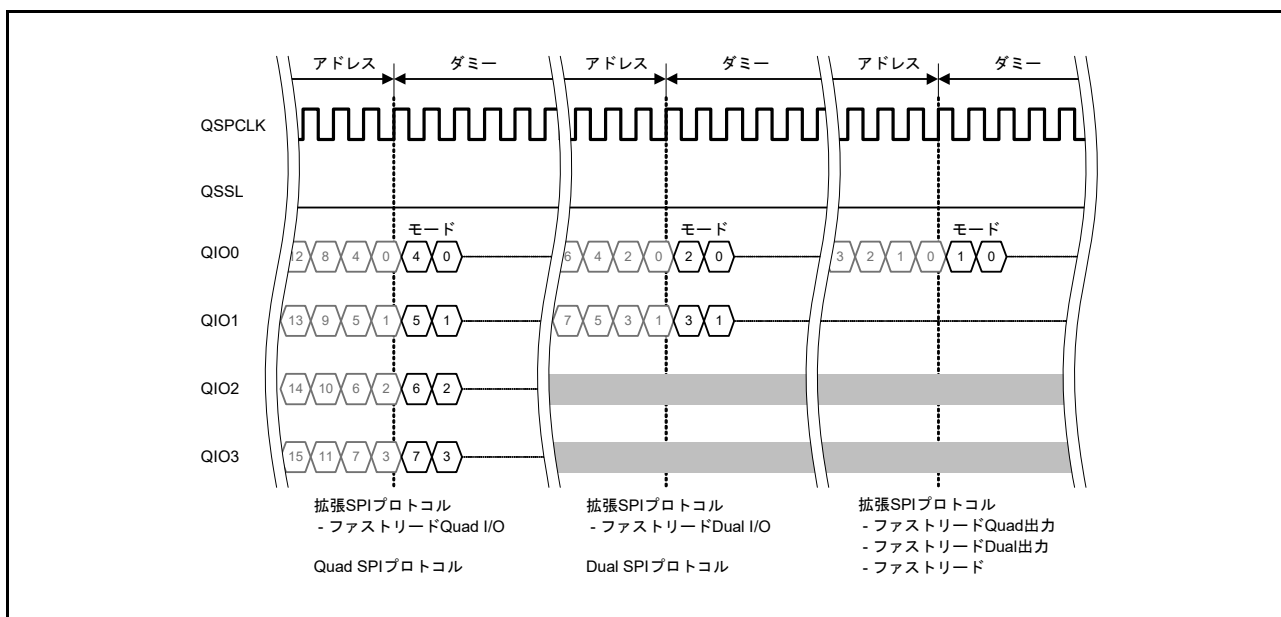 アドレス ダミー アドレス ダミー アドレス ダミー
QSPCLK
QSSL
モード モード モード
QIO0 12 8 4 0 4 0 6 4 2 0 2 0 3 2 1 0 1 0
QIO1 13 9 5 1 5 1 7 5 3 1 3 1
QIO2 14 10 6 2 6 2
QIO3 15 11 7 3 7 3
拡張SPIプロトコル
- ファストリードQuad I/O
Quad SPIプロトコル
拡張SPIプロトコル
- ファストリードDual I/O
Dual SPIプロトコル
拡張SPIプロトコル
- ファストリードQuad出力
- ファストリードDual出力
- ファストリード